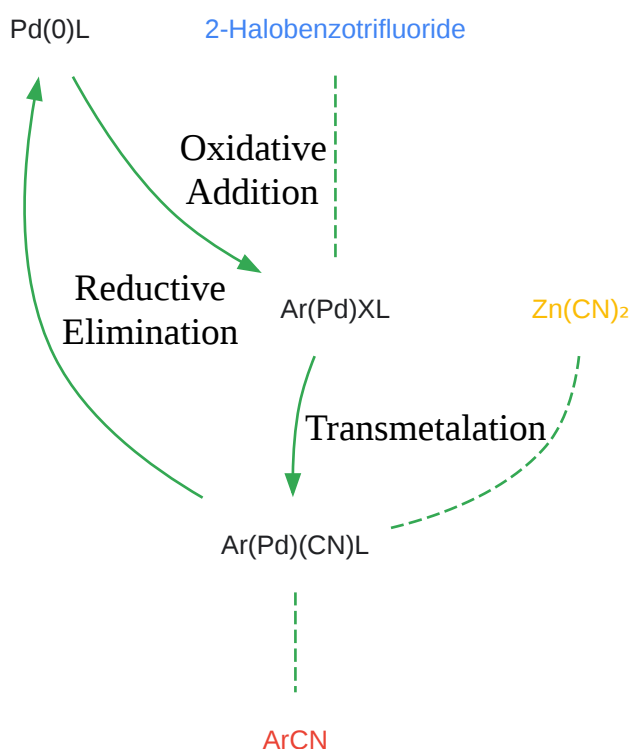 Pd(0)L
2-Halobenzotrifluoride
Oxidative
Addition
Reductive
Elimination
Ar(Pd)XL
Zn(CN)₂
Transmetalation
Ar(Pd)(CN)L
ArCN